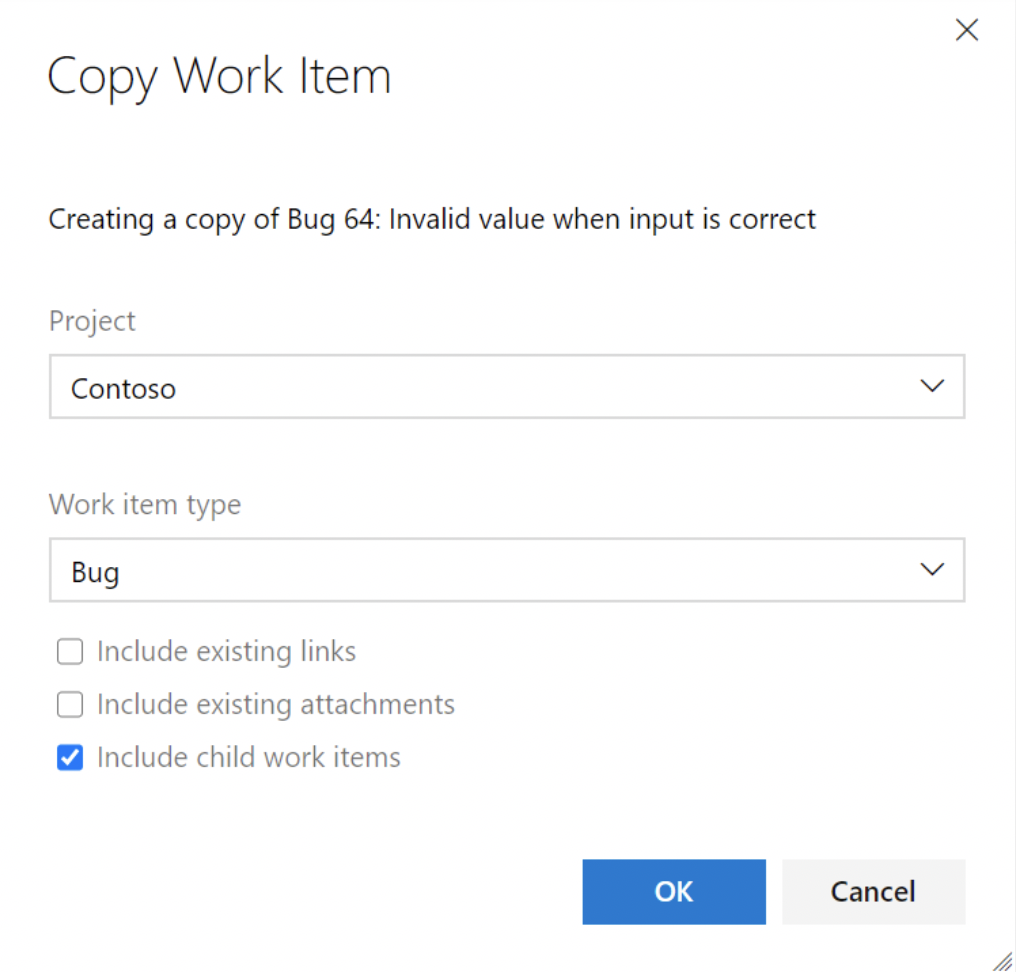 Copy Work Item
Creating a copy of Bug 64: Invalid value when input is correct
Project
Contoso
Work item type
Bug
Include existing links
Include existing attachments
Include child work items
OK
Cancel